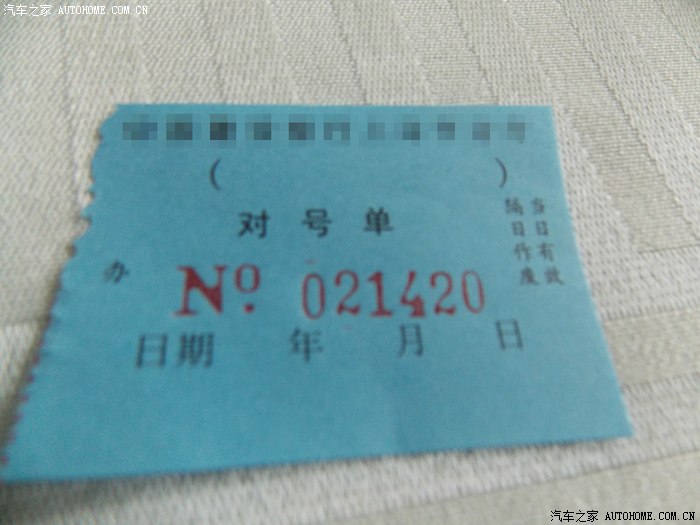 汽车之家 AUTOHOME.COM.CN
(          )
对号单
当日有效
隔日作废
办
No. 021420
日期 年 月 日
汽车之家 AUTOHOME.COM.CN